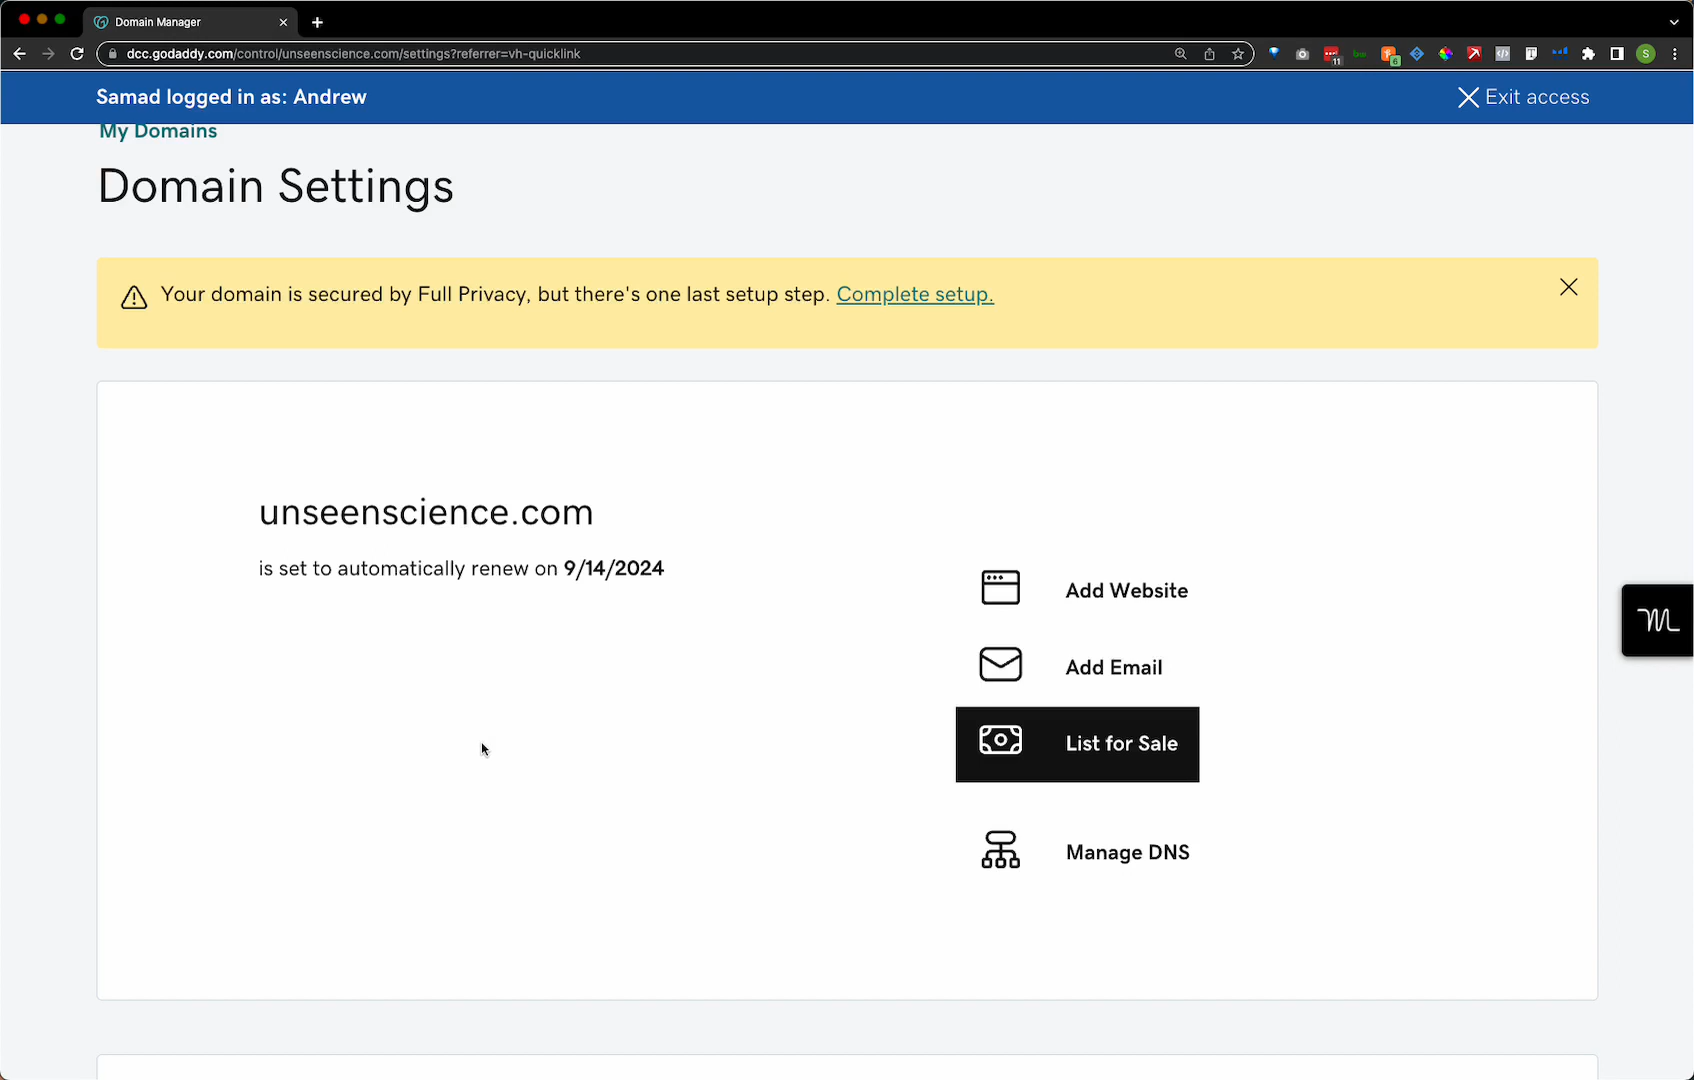 Domain Manager
dcc.godaddy.com/control/unseenscience.com/settings?referrer=vh-quicklink
11
6
S
Samad logged in as: Andrew
Exit access
My Domains
Domain Settings
Your domain is secured by Full Privacy, but there's one last setup step. Complete setup.
unseenscience.com
is set to automatically renew on 9/14/2024
Add Website
Add Email
List for Sale
Manage DNS